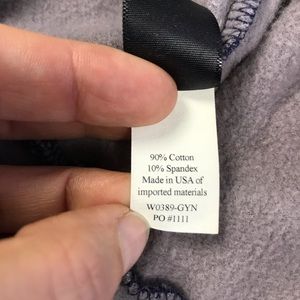 90% Cotton
10% Spandex
Made in USA of
imported materials
W0389-GYN
PO #1111